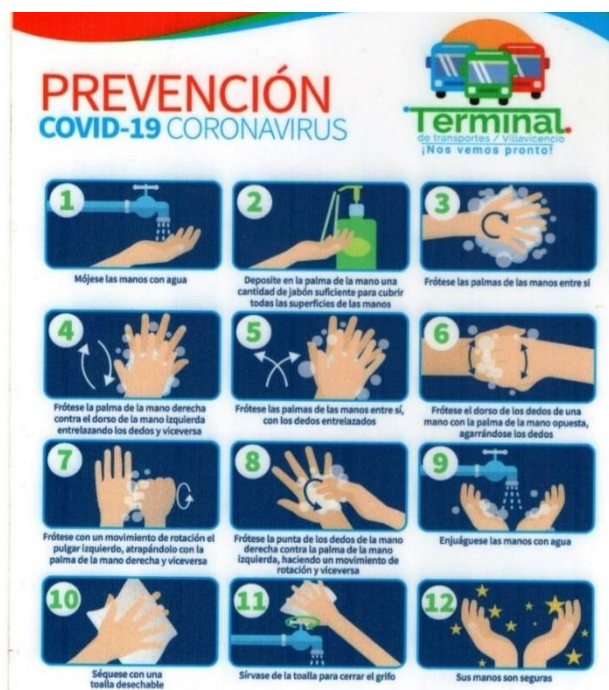 PREVENCIÓN
COVID-19 CORONAVIRUS
Terminal.
de transportes / Villavicencio
¡Nos vemos pronto!
1
Mójese las manos con agua
2
Deposite en la palma de la mano una
cantidad de jabón suficiente para cubrir
todas las superficies de las manos
3
Frótese las palmas de las manos entre si
4
Frótese la palma de la mano derecha
contra el dorso de la mano izquierda
entrelazando los dedos y viceversa
5
Frótese las palmas de las manos entre sí,
con los dedos entrelazados
6
Frótese el dorso de los dedos de una
mano con la palma de la mano opuesta,
agarrándose los dedos
7
Frótese con un movimiento de rotación el
pulgar izquierdo, atrapándolo con la
palma de la mano derecha y viceversa
8
Frótese la punta de los dedos de la mano
derecha contra la palma de la mano
izquierda, haciendo un movimiento de
rotación y viceversa
9
Enjuáguese las manos con agua
10
Séquese con una
toalla desechable
11
Sírvase de la toalla para cerrar el grifo
12
Sus manos son seguras